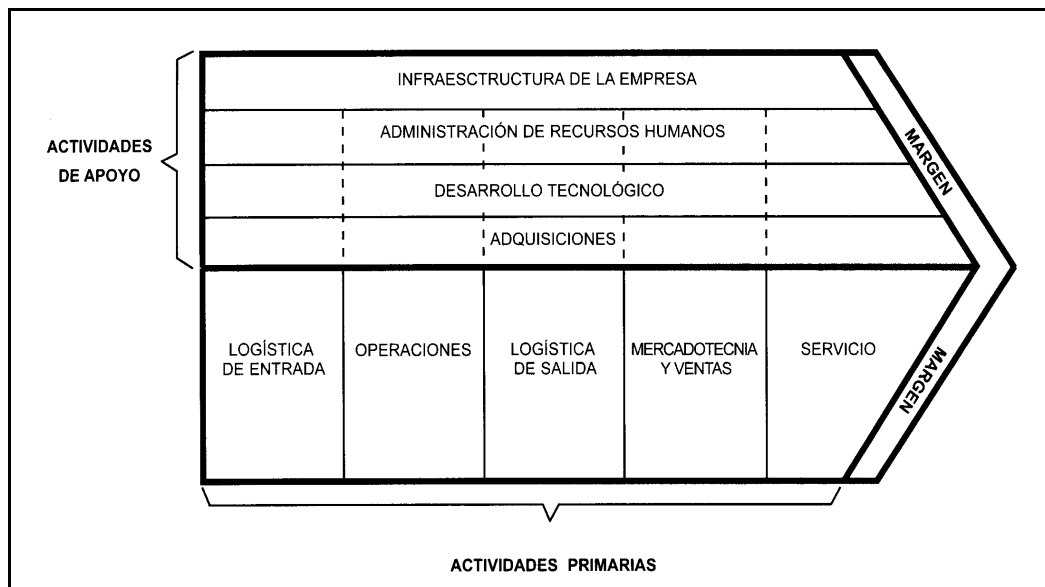 INFRAESCTRUCTURA DE LA EMPRESA
ADMINISTRACIÓN DE RECURSOS HUMANOS
ACTIVIDADES
DE APOYO
DESARROLLO TECNOLÓGICO
ADQUISICIONES
MARGEN
LOGÍSTICA
DE ENTRADA
OPERACIONES
LOGÍSTICA
DE SALIDA
MERCADOTECNIA
Y VENTAS
SERVICIO
MARGEN
ACTIVIDADES PRIMARIAS